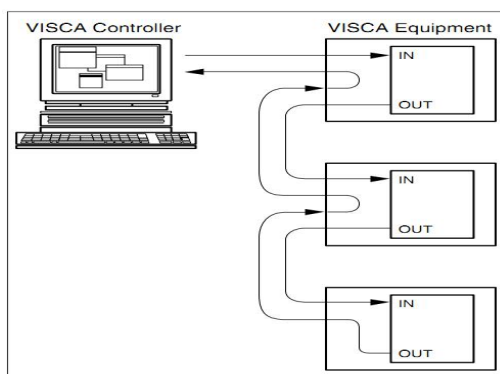 VISCA Controller
VISCA Equipment
IN
OUT
IN
OUT
IN
OUT